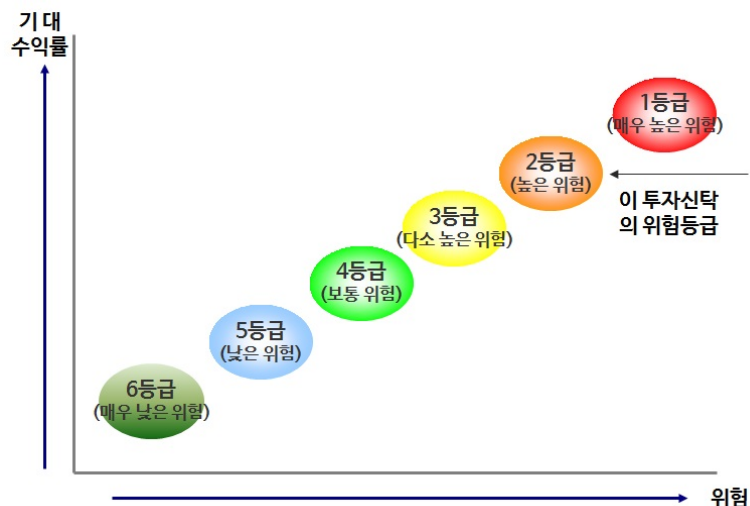 기 대
수익률
1등급
(매우 높은 위험)
2등급
(높은 위험)
이 투자신탁
의 위험등급
3등급
(다소 높은 위험)
4등급
(보통 위험)
5등급
(낮은 위험)
6등급
(매우 낮은 위험)
위험